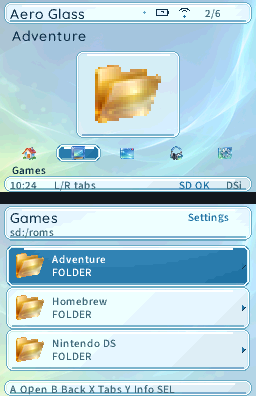 Aero Glass 2/6
Adventure
Games
10:24 L/R tabs SD OK DSi
Games Settings
sd:/roms
Adventure
FOLDER
Homebrew
FOLDER
Nintendo DS
FOLDER
A Open B Back X Tabs Y Info SEL